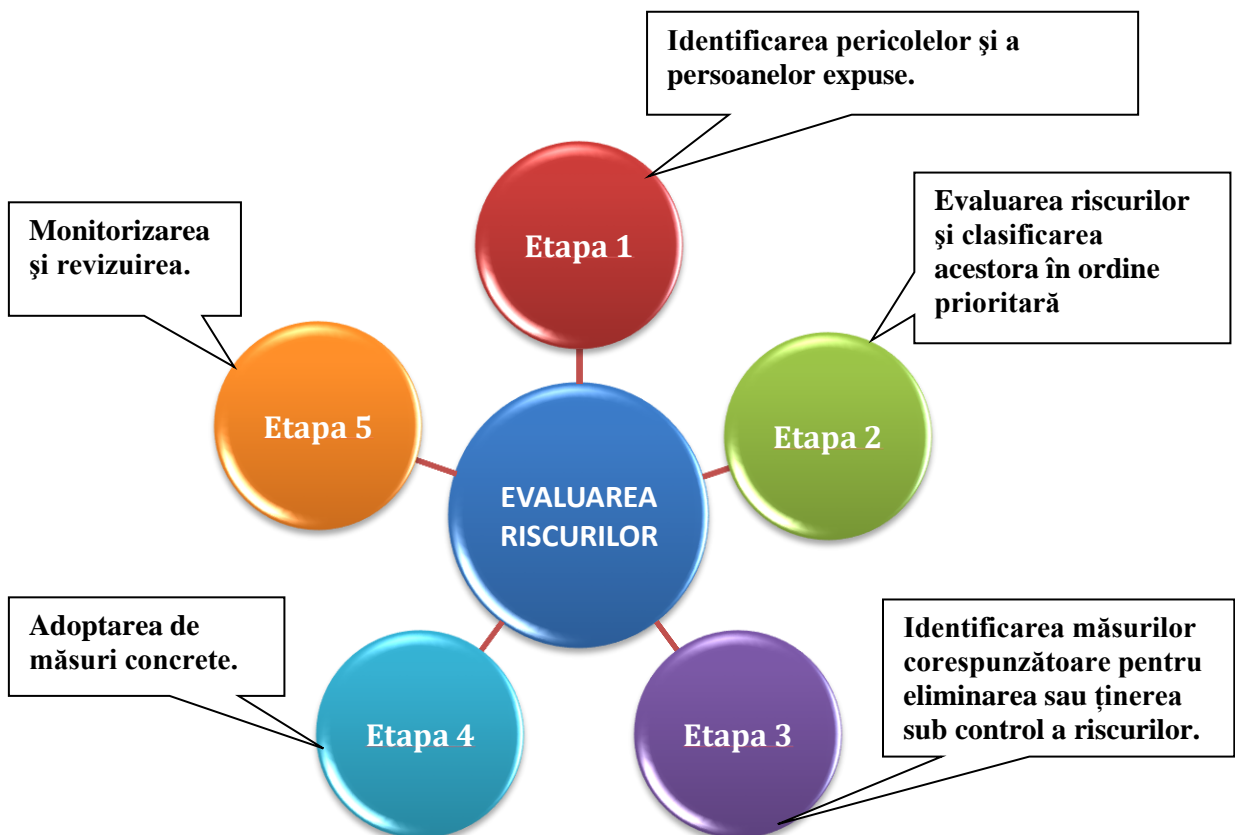 Identificarea pericolelor şi a
persoanelor expuse.
Etapa 1
Evaluarea riscurilor
şi clasificarea
acestora în ordine
prioritară
Etapa 2
Monitorizarea
şi revizuirea.
Etapa 5
EVALUAREA
RISCURILOR
Adoptarea de
măsuri concrete.
Etapa 4
Identificarea măsurilor
corespunzătoare pentru
eliminarea sau ținerea
sub control a riscurilor.
Etapa 3